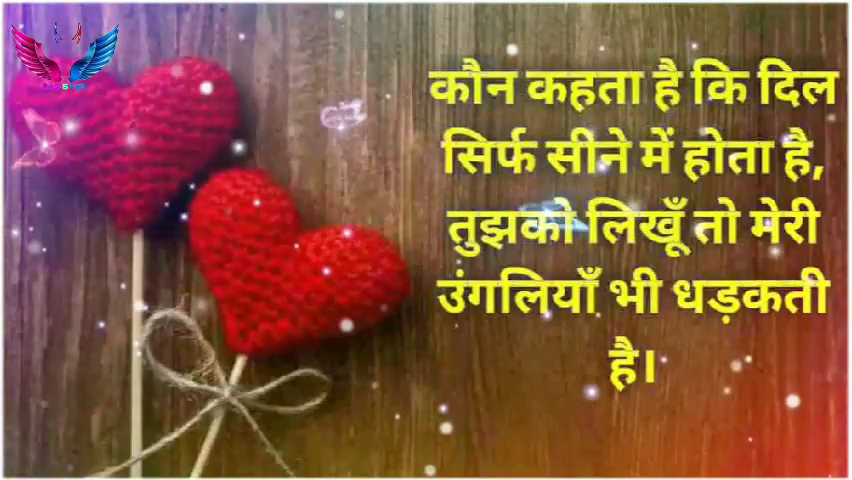 कौन कहता है कि दिल
सिर्फ सीने में होता है,
तुझको लिखूँ तो मेरी
उंगलियाँ भी धड़कती
है।